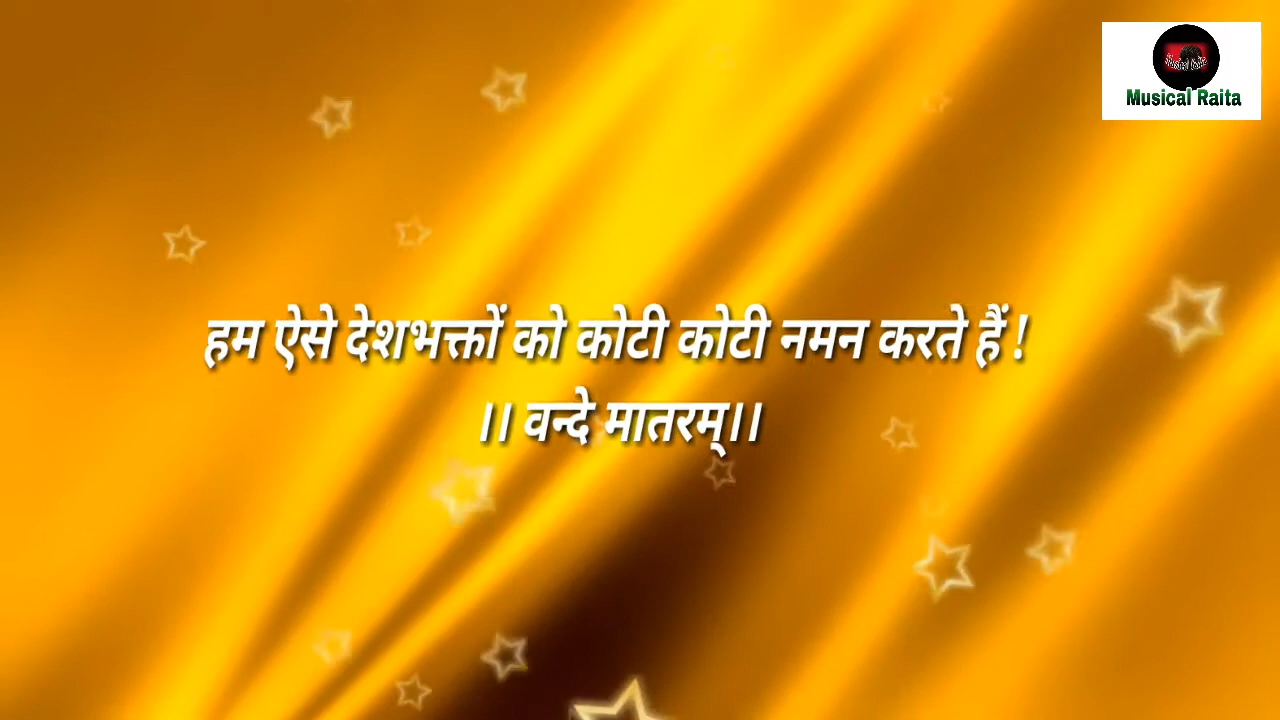 Musical Raita
हम ऐसे देशभक्तों को कोटी कोटी नमन करते हैं !
।। वन्दे मातरम्।।